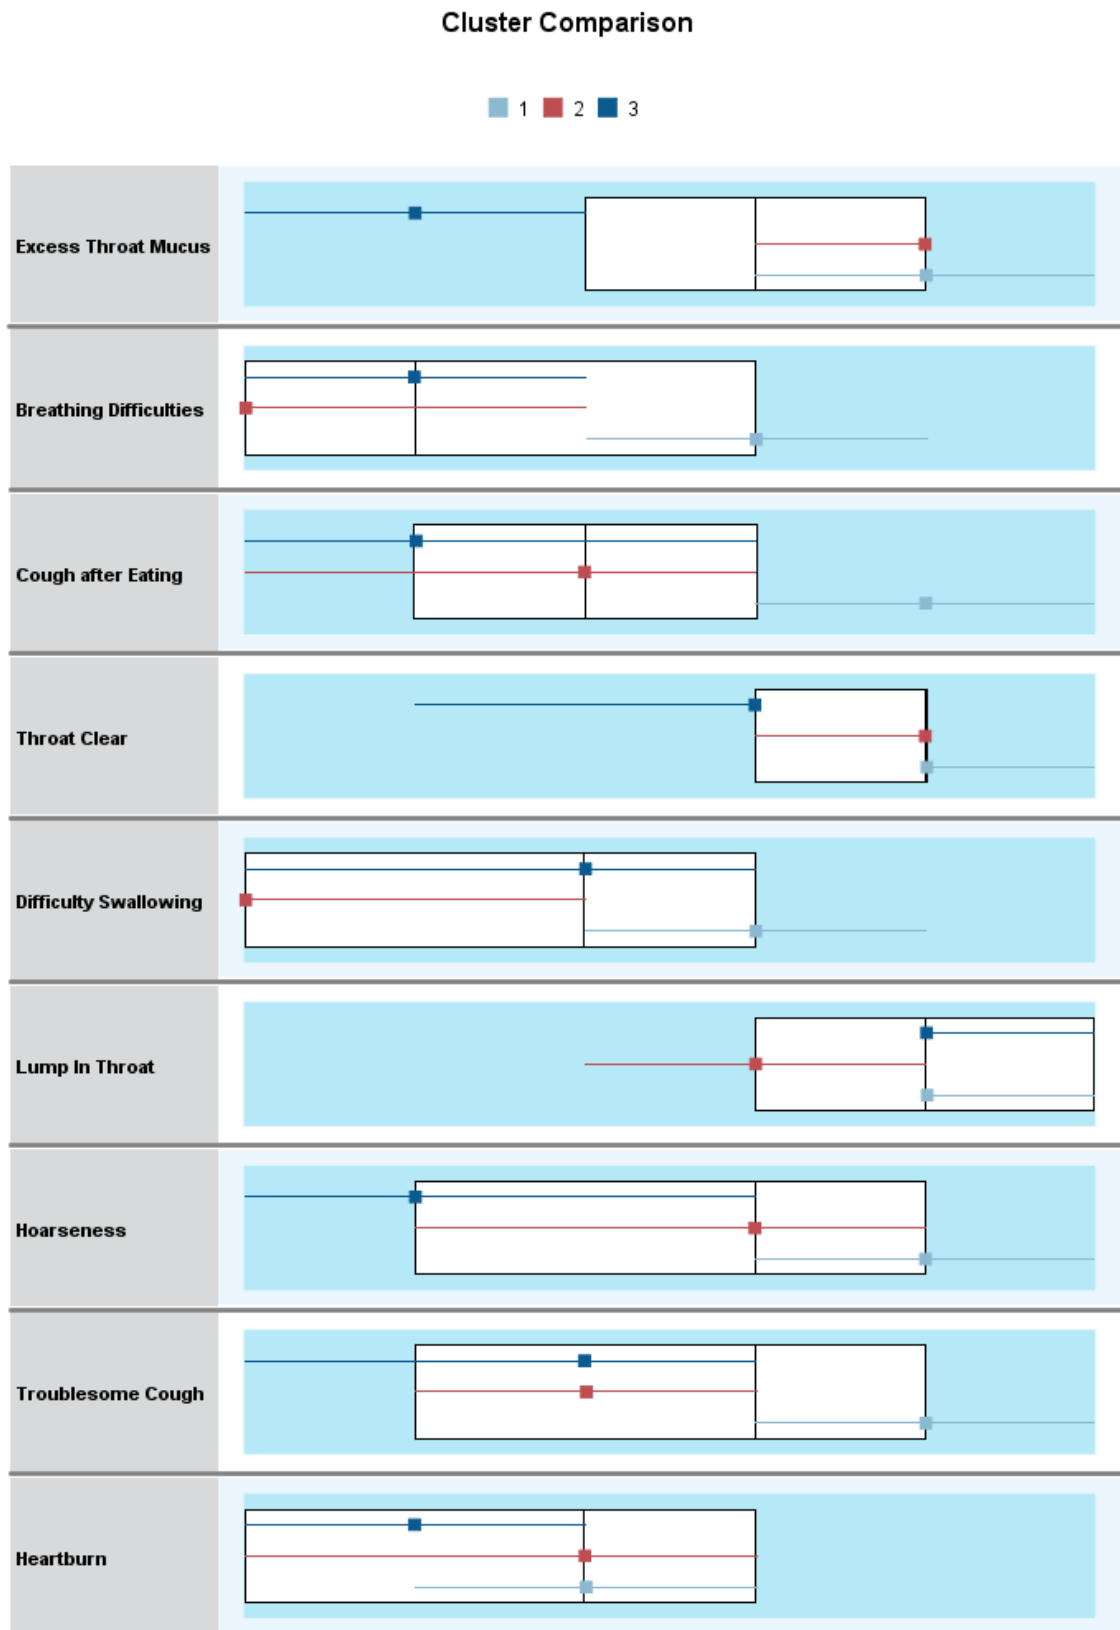 Cluster Comparison
1 2 3
Excess Throat Mucus
Breathing Difficulties
Cough after Eating
Throat Clear
Difficulty Swallowing
Lump In Throat
Hoarseness
Troublesome Cough
Heartburn